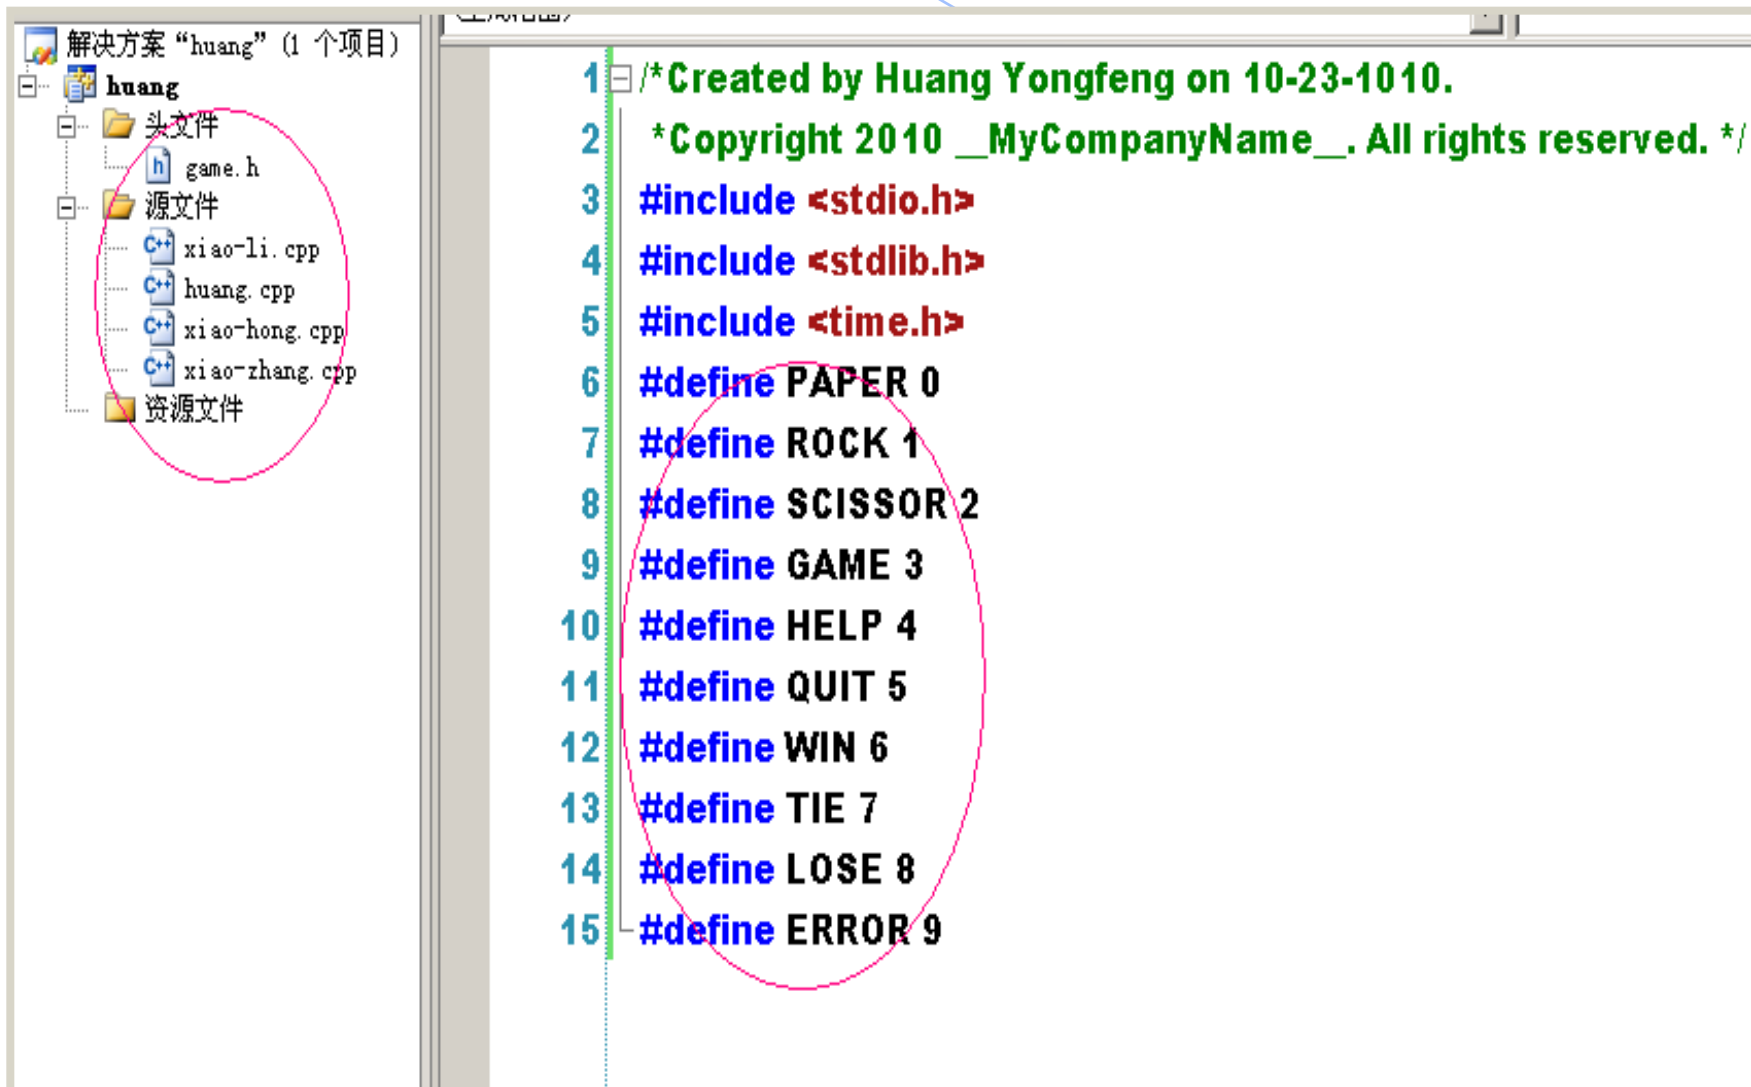 解决方案 “huang” (1 个项目)
huang
头文件
game.h
源文件
xiao-li.cpp
huang.cpp
xiao-hong.cpp
xiao-zhang.cpp
资源文件
1 /*Created by Huang Yongfeng on 10-23-1010.
2 *Copyright 2010 __MyCompanyName__. All rights reserved. */
3 #include <stdio.h>
4 #include <stdlib.h>
5 #include <time.h>
6 #define PAPER 0
7 #define ROCK 1
8 #define SCISSOR 2
9 #define GAME 3
10 #define HELP 4
11 #define QUIT 5
12 #define WIN 6
13 #define TIE 7
14 #define LOSE 8
15 #define ERROR 9